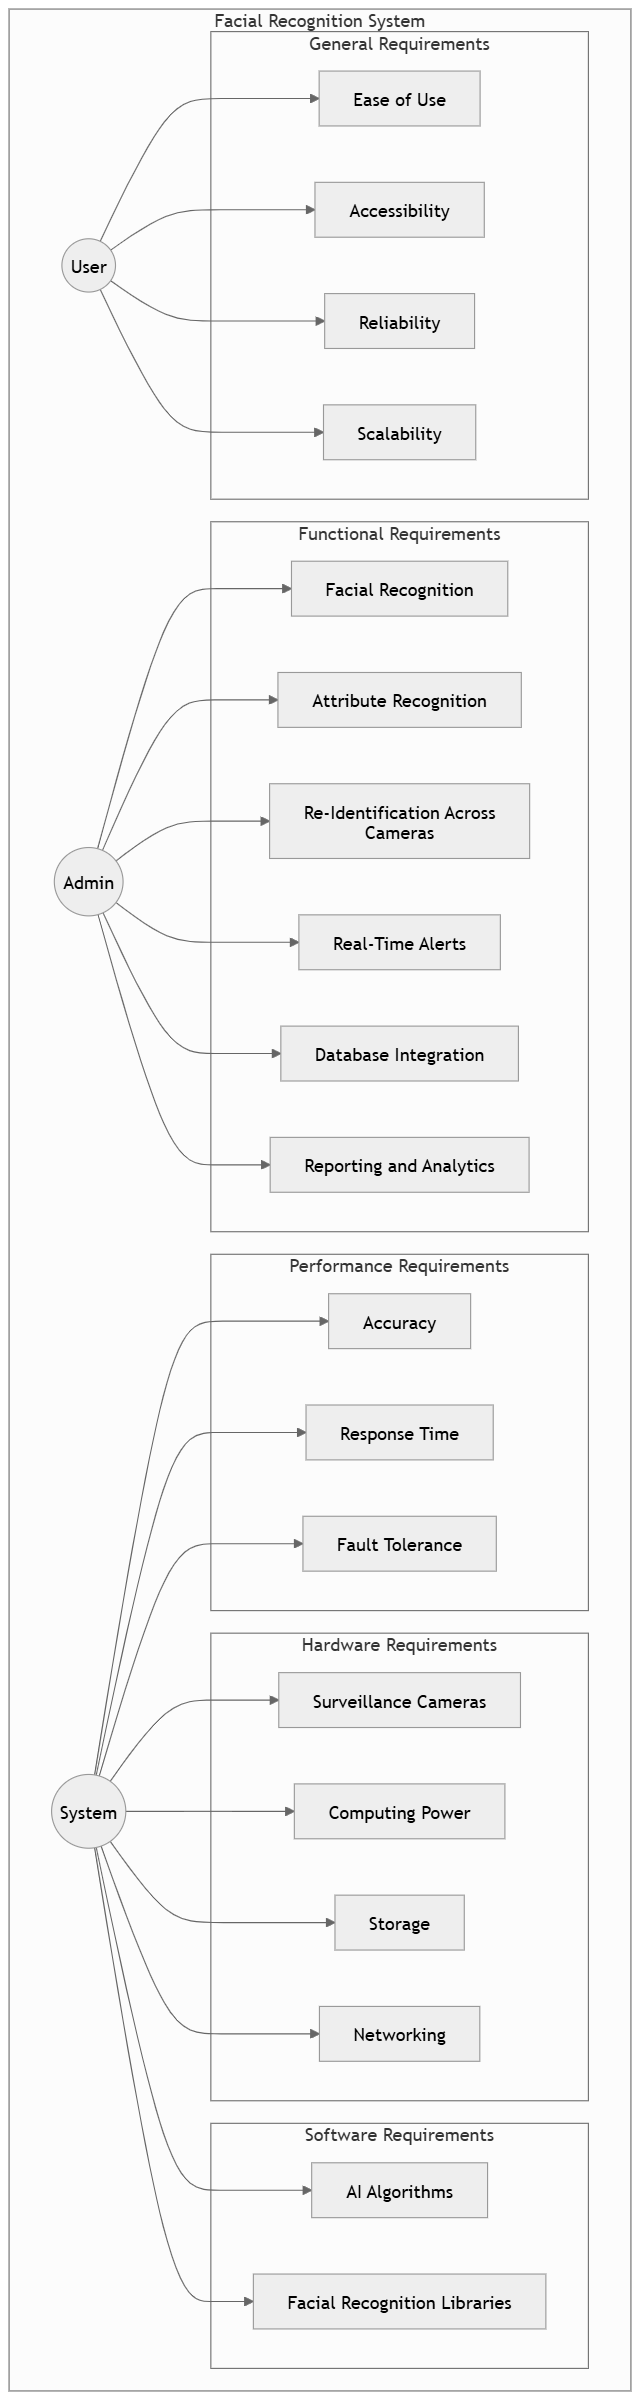 Facial Recognition System
General Requirements
Ease of Use
Accessibility
User
Reliability
Scalability
Functional Requirements
Facial Recognition
Attribute Recognition
Re-Identification Across
Cameras
Admin
Real-Time Alerts
Database Integration
Reporting and Analytics
Performance Requirements
Accuracy
Response Time
Fault Tolerance
Hardware Requirements
Surveillance Cameras
System
Computing Power
Storage
Networking
Software Requirements
AI Algorithms
Facial Recognition Libraries